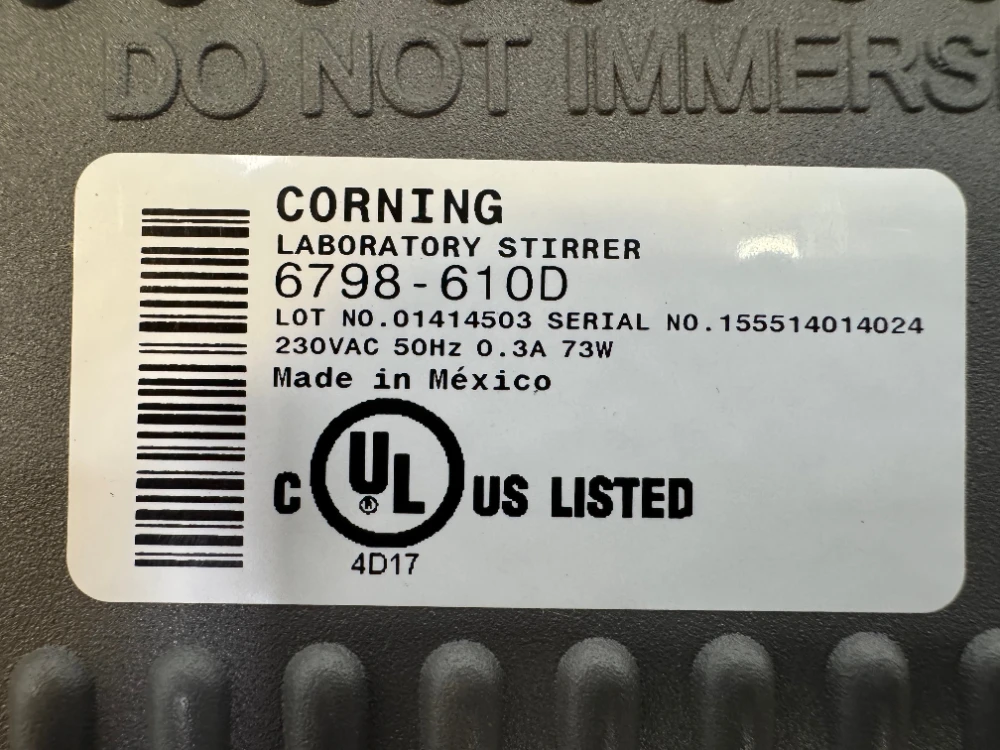 DO NOT IMMERS
CORNING
LABORATORY STIRRER
6798-610D
LOT NO.01414503 SERIAL NO.155514014024
230VAC 50Hz 0.3A 73W
Made in México
C UL US LISTED
4D17